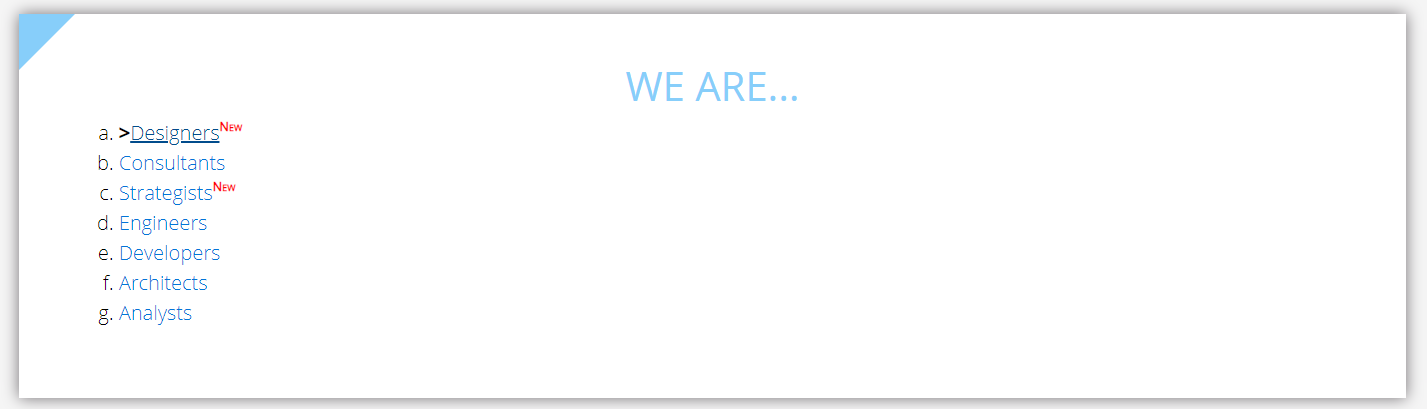 WE ARE...
a. >DesignersNew
b. Consultants
c. StrategistsNew
d. Engineers
e. Developers
f. Architects
g. Analysts